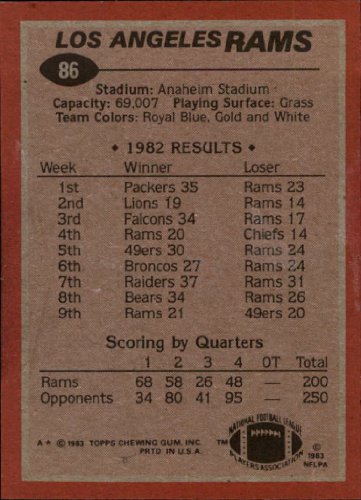 LOS ANGELES RAMS
86
Stadium: Anaheim Stadium
Capacity: 69,007 Playing Surface: Grass
Team Colors: Royal Blue, Gold and White
• 1982 RESULTS •
Week Winner Loser
1st Packers 35 Rams 23
2nd Lions 19 Rams 14
3rd Falcons 34 Rams 17
4th Rams 20 Chiefs 14
5th 49ers 30 Rams 24
6th Broncos 27 Rams 24
7th Raiders 37 Rams 31
8th Bears 34 Rams 26
9th Rams 21 49ers 20
Scoring by Quarters
1 2 3 4 OT Total
Rams 68 58 26 48 — 200
Opponents 34 80 41 95 — 250
NATIONAL FOOTBALL LEAGUE
PLAYERS ASSOCIATION
A* © 1983 TOPPS CHEWING GUM, INC.
PRTD IN U.S.A.
TM
©
1983
NFLPA